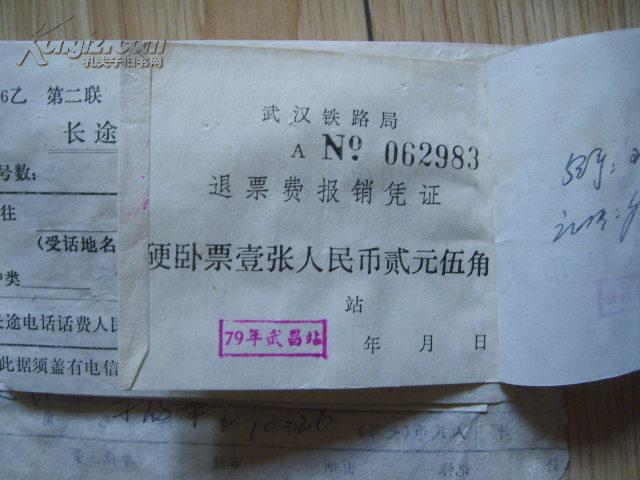 Kongfz.com
孔夫子旧书网
6乙 第二联
长途
号数:
往
(受话地名
种类
长途电话话费人民
此据须盖有电信
武汉铁路局
A No 062983
退票费报销凭证
硬卧票壹张人民币贰元伍角
站
79年武昌站
年 月 日